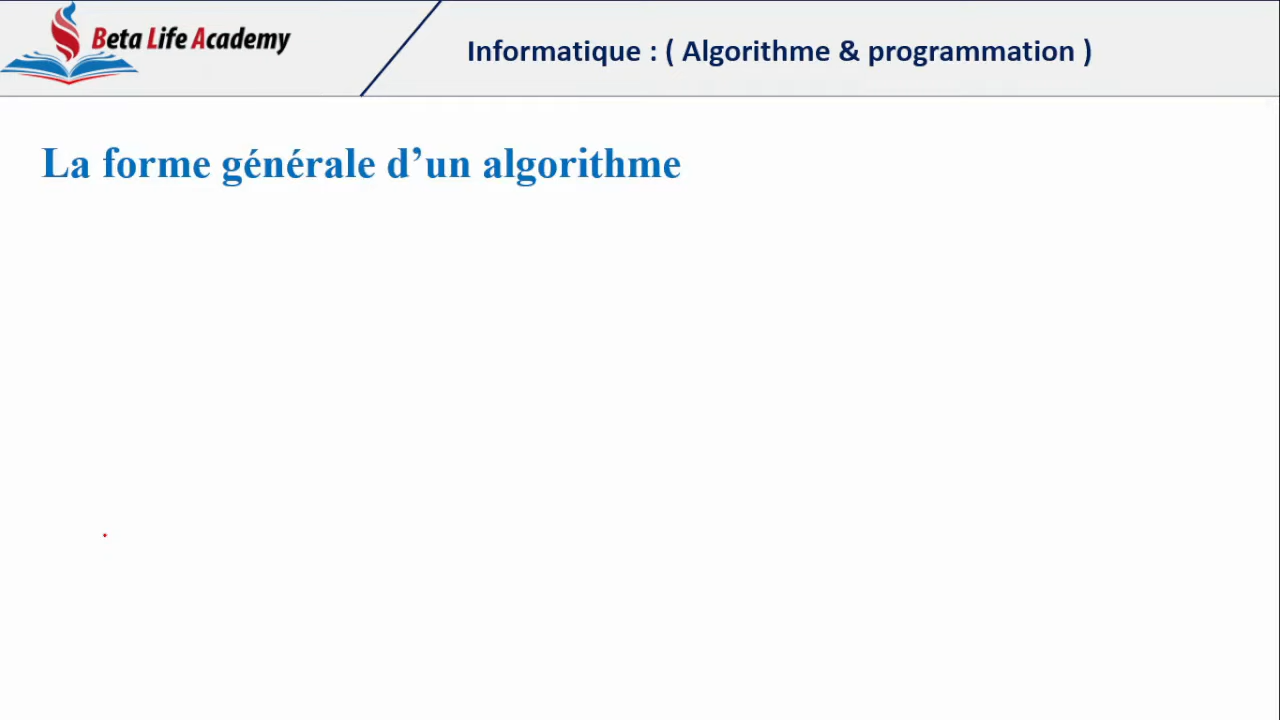 Beta Life Academy
Informatique : ( Algorithme & programmation )
La forme générale d’un algorithme